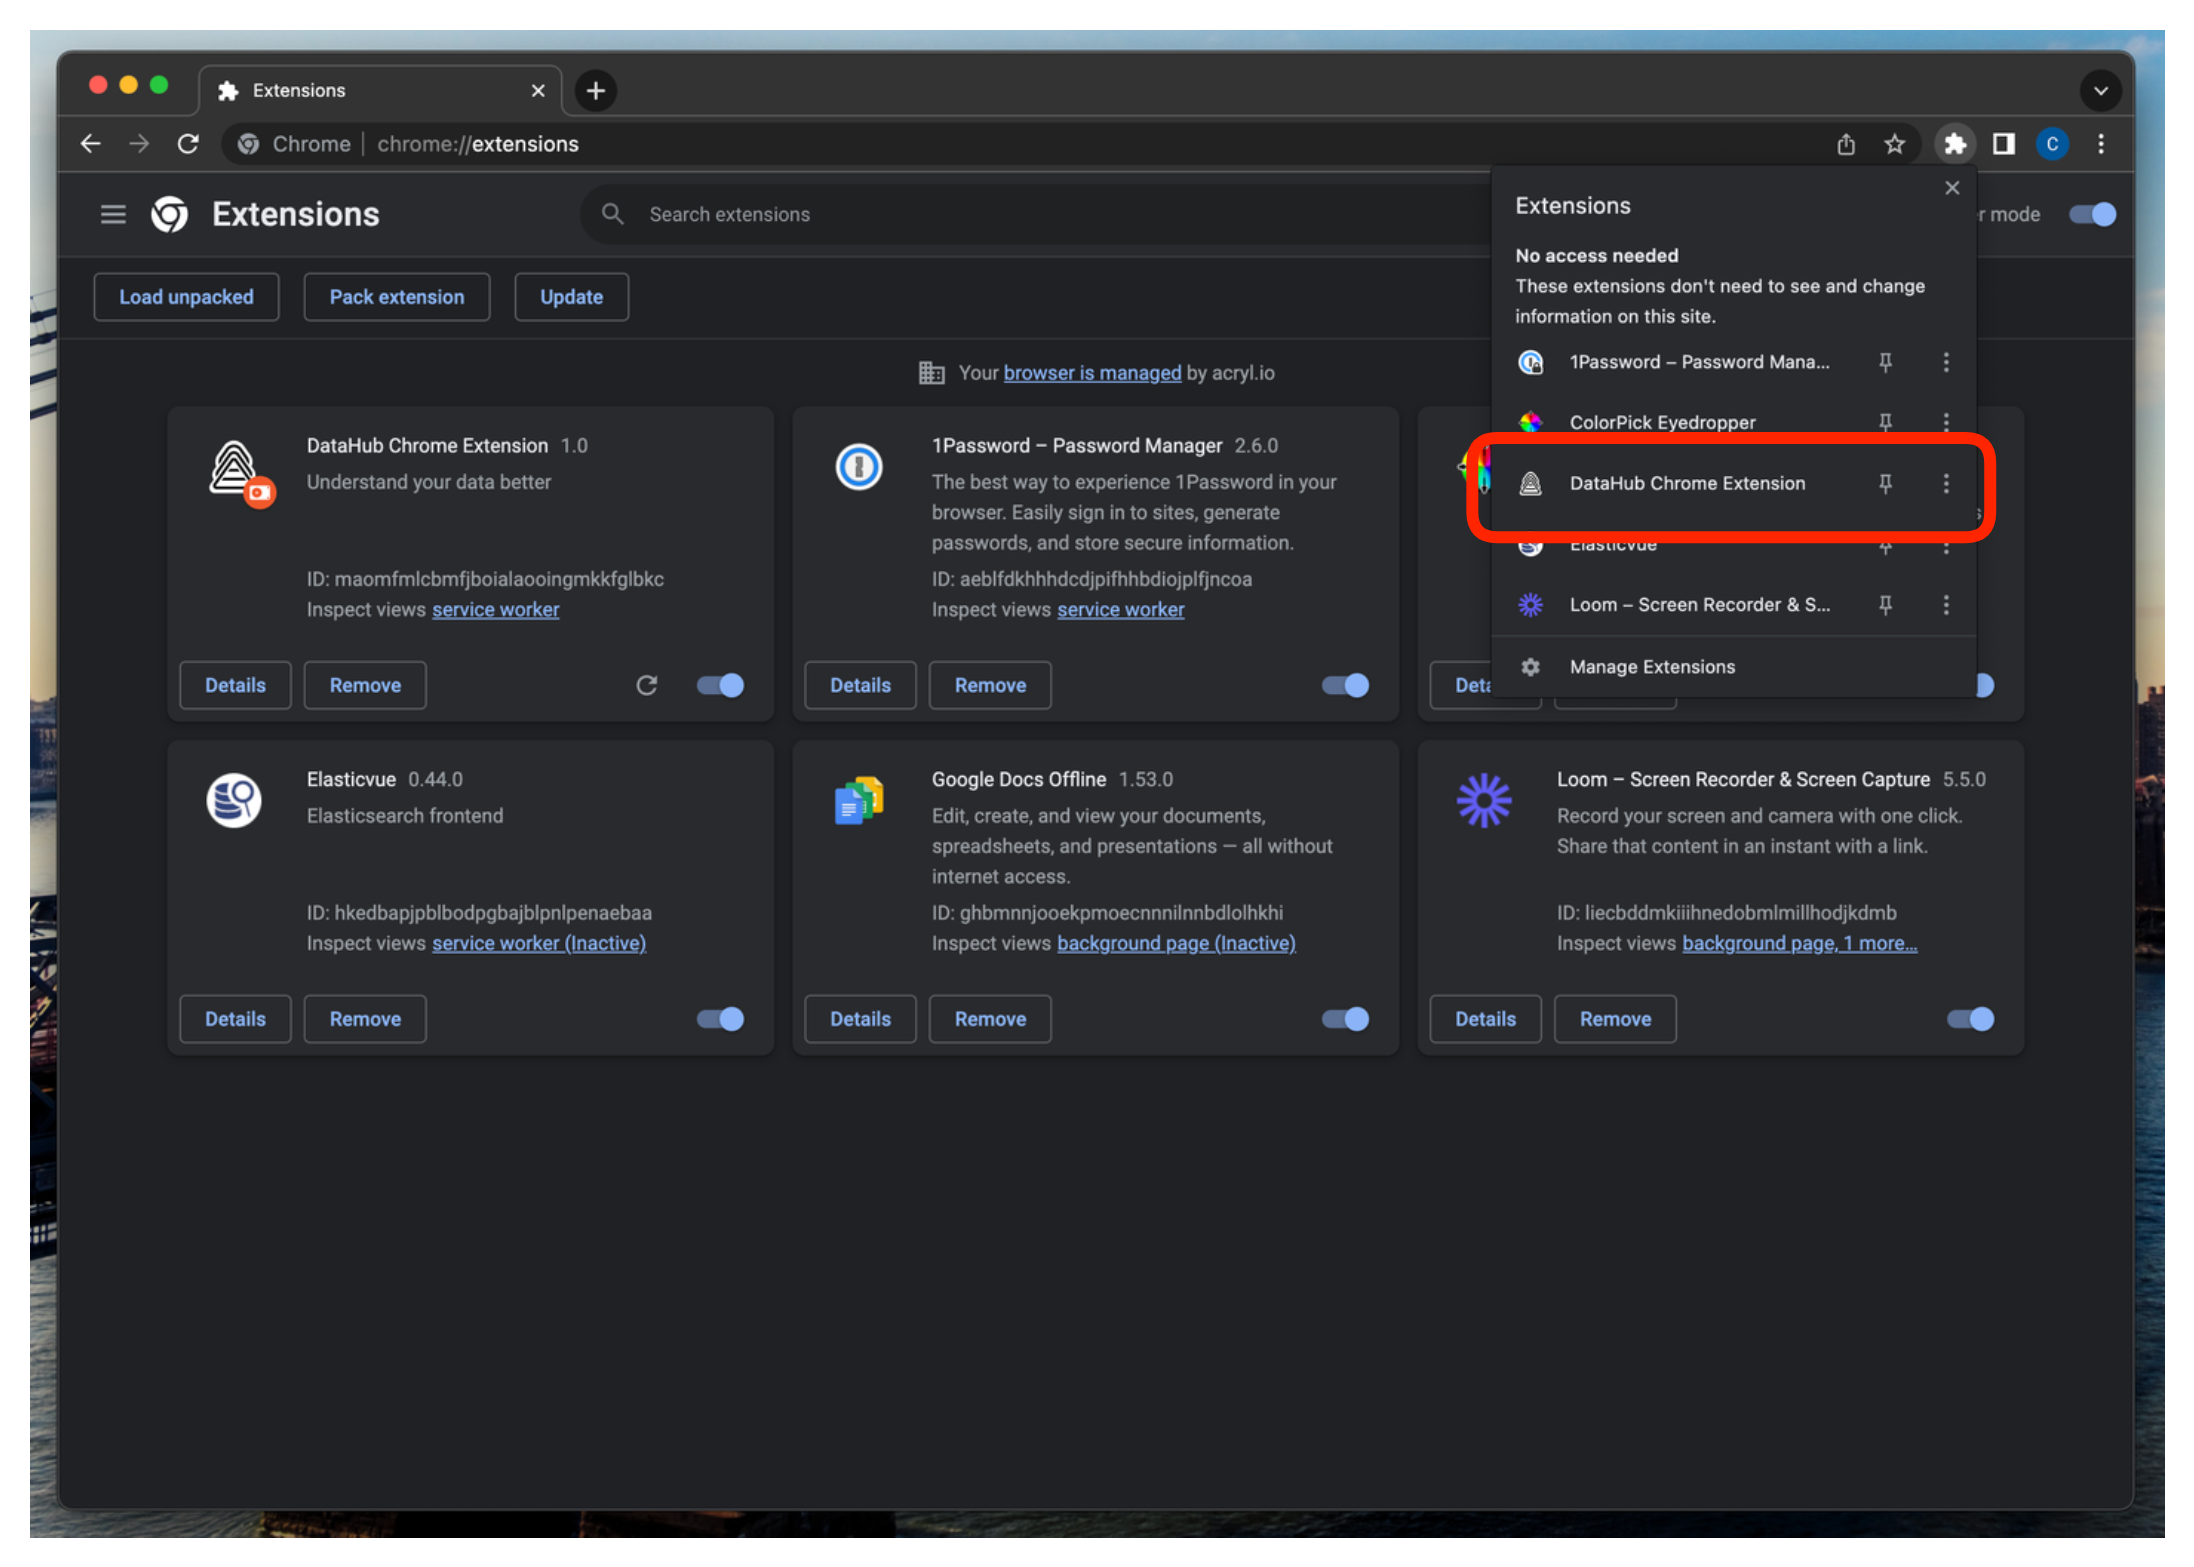 Extensions
Chrome | chrome://extensions
C
Extensions
Search extensions
r mode
Load unpacked
Pack extension
Update
Extensions
No access needed
These extensions don't need to see and change
information on this site.
1Password – Password Mana...
ColorPick Eyedropper
DataHub Chrome Extension
Elasticvue
Loom – Screen Recorder & S...
Manage Extensions
Your browser is managed by acryl.io
DataHub Chrome Extension 1.0
Understand your data better
ID: maomfmlcbmfjboialaooingmkkfglbkc
Inspect views service worker
Details
Remove
1Password – Password Manager 2.6.0
The best way to experience 1Password in your
browser. Easily sign in to sites, generate
passwords, and store secure information.
ID: aeblfdkhhhdcdjpifhhbdiojplfjncoa
Inspect views service worker
Details
Remove
Deta
Elasticvue 0.44.0
Elasticsearch frontend
ID: hkedbapjpblbodpgbajblpnlpenaebaa
Inspect views service worker (Inactive)
Details
Remove
Google Docs Offline 1.53.0
Edit, create, and view your documents,
spreadsheets, and presentations — all without
internet access.
ID: ghbmnnjooekpmoecnnnilnnbdlolhkhi
Inspect views background page (Inactive)
Details
Remove
Loom – Screen Recorder & Screen Capture 5.5.0
Record your screen and camera with one click.
Share that content in an instant with a link.
ID: liecbddmkiiihnedobmlmillhodjkdmb
Inspect views background page, 1 more...
Details
Remove